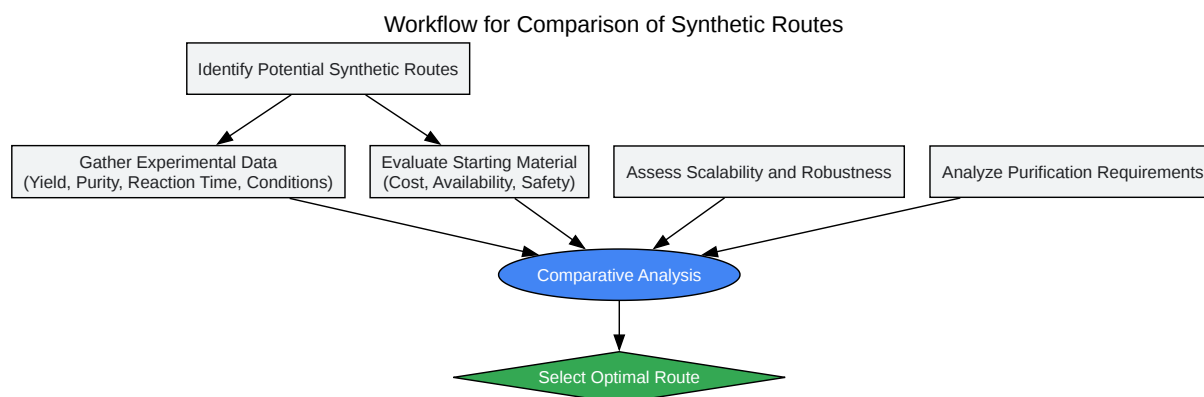 Workflow for Comparison of Synthetic Routes
Identify Potential Synthetic Routes
Gather Experimental Data
(Yield, Purity, Reaction Time, Conditions)
Evaluate Starting Material
(Cost, Availability, Safety)
Assess Scalability and Robustness
Analyze Purification Requirements
Comparative Analysis
Select Optimal Route